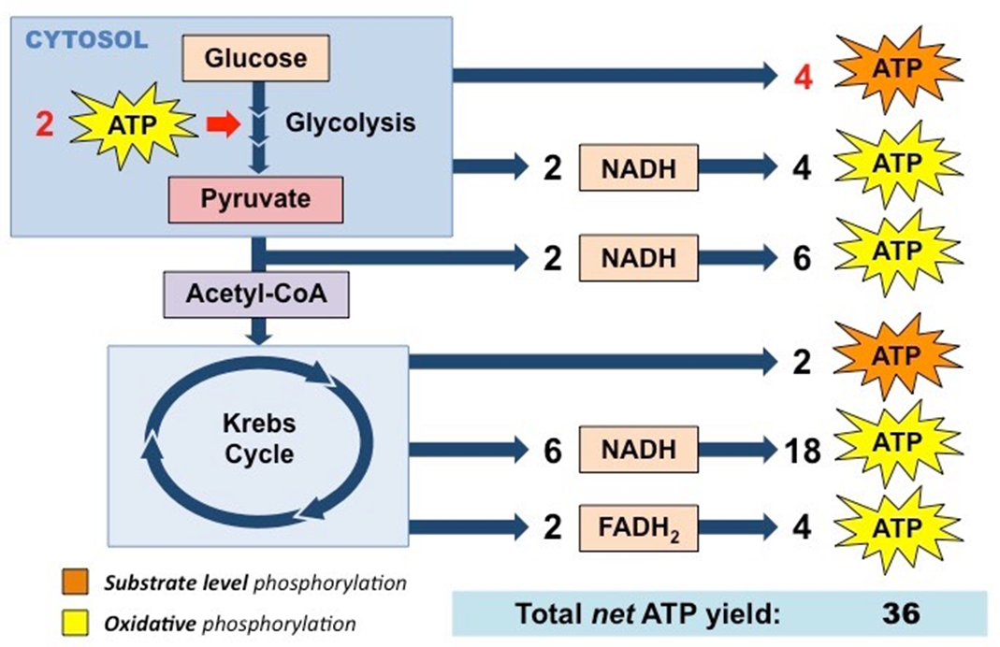 CYTOSOL
Glucose
4 ATP
2 ATP
Glycolysis
2 NADH 4 ATP
Pyruvate
2 NADH 6 ATP
Acetyl-CoA
2 ATP
Krebs
Cycle
6 NADH 18 ATP
2 FADH₂ 4 ATP
Substrate level phosphorylation
Oxidative phosphorylation
Total net ATP yield: 36